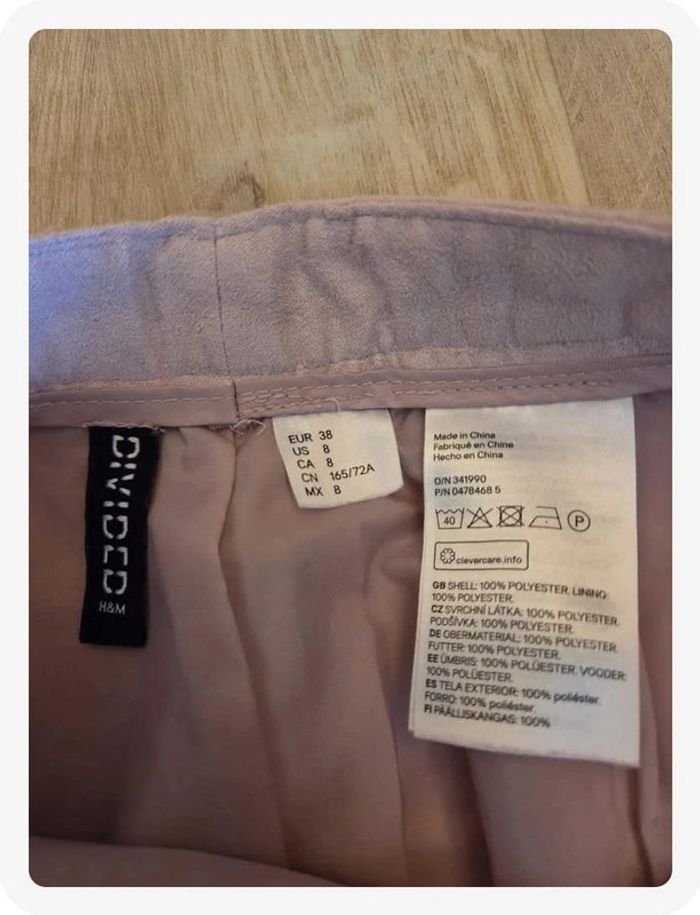 DIVIDED
H&M
EUR 38
US 8
CA 8
CN 165/72A
MX 8
Made in China
Fabriqué en Chine
Hecho en China
O/N 341990
P/N 0478468 5
40
P
clevercare.info
GB SHELL: 100% POLYESTER. LINING:
100% POLYESTER.
CZ SVRCHNÍ LÁTKA: 100% POLYESTER.
PODŠÍVKA: 100% POLYESTER.
DE OBERMATERIAL: 100% POLYESTER.
FUTTER: 100% POLYESTER.
EE ÜMBRIS: 100% POLÜESTER. VOODER:
100% POLÜESTER.
ES TELA EXTERIOR: 100% poliéster.
FORRO: 100% poliéster.
FI PÄÄLLISKANGAS: 100%